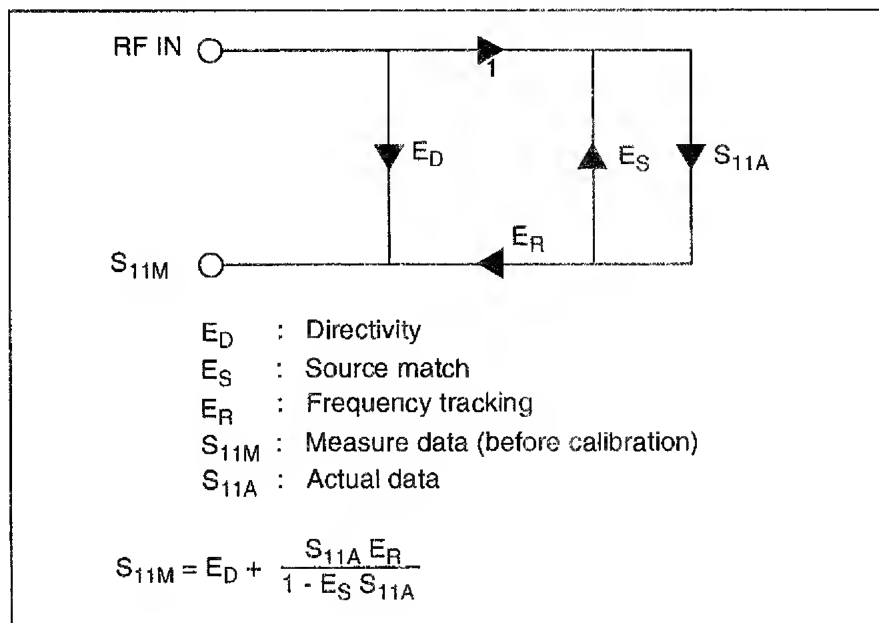 RF IN
1
E_D
E_S
S_11A
E_R
S_11M
E_D : Directivity
E_S : Source match
E_R : Frequency tracking
S_11M : Measure data (before calibration)
S_11A : Actual data
S_11M = E_D + S_11A E_R / 1 - E_S S_11A